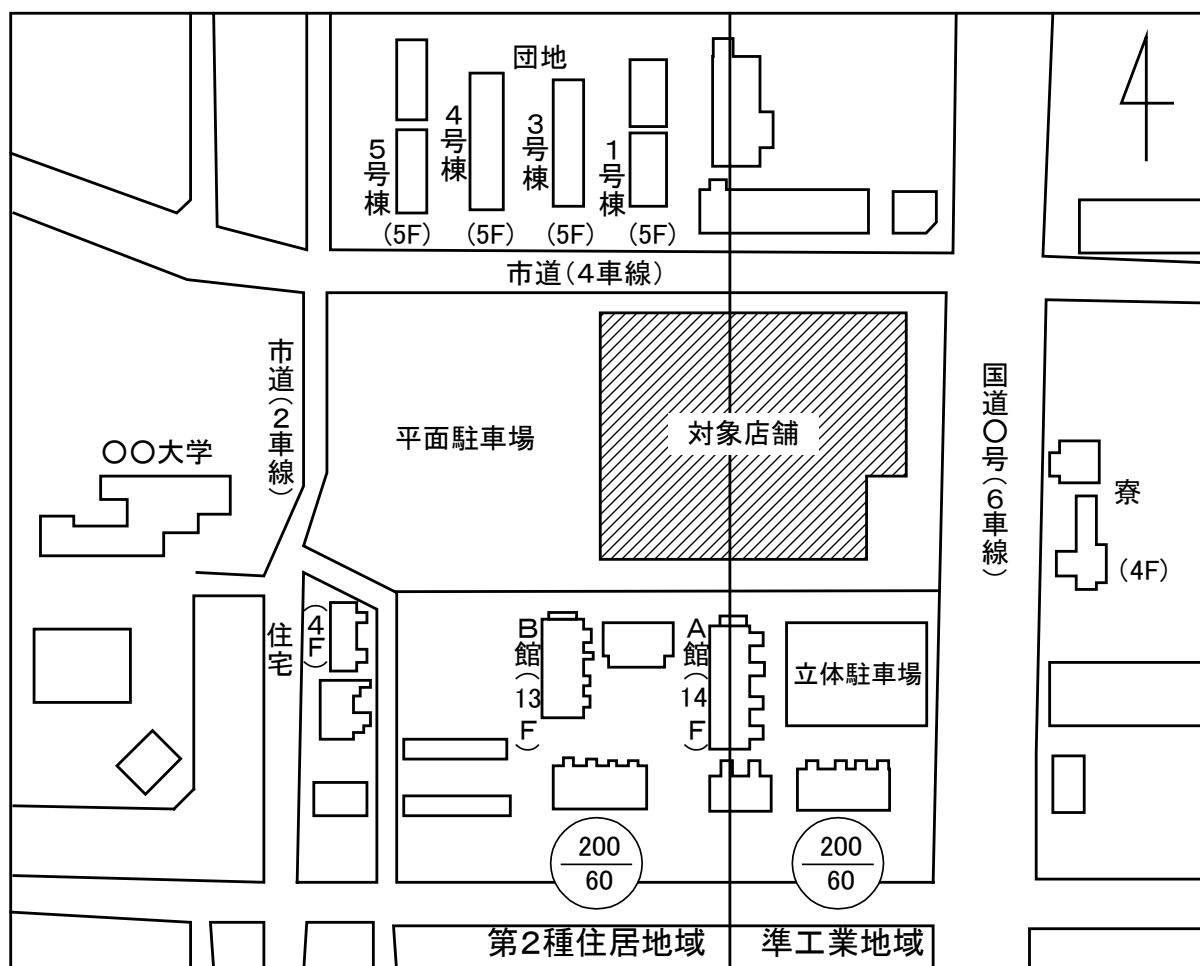 団地
5号棟
4号棟
3号棟
1号棟
(5F)
(5F)
(5F)
(5F)
市道(4車線)
市道(2車線)
国道〇号(6車線)
平面駐車場
対象店舗
〇〇大学
寮
(4F)
住宅
(4F)
B館(13F)
A館(14F)
立体駐車場
200
60
200
60
第2種住居地域
準工業地域